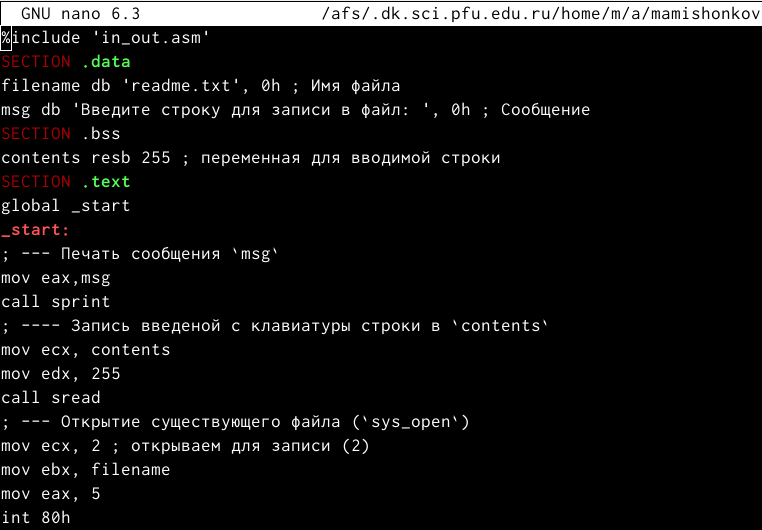 GNU nano 6.3 /afs/.dk.sci.pfu.edu.ru/home/m/a/mamishonkov
%include 'in_out.asm'
SECTION .data
filename db 'readme.txt', 0h ; Имя файла
msg db 'Введите строку для записи в файл: ', 0h ; Сообщение
SECTION .bss
contents resb 255 ; переменная для вводимой строки
SECTION .text
global _start
_start:
; --- Печать сообщения `msg`
mov eax,msg
call sprint
; ---- Запись введеной с клавиатуры строки в `contents`
mov ecx, contents
mov edx, 255
call sread
; --- Открытие существующего файла (`sys_open`)
mov ecx, 2 ; открываем для записи (2)
mov ebx, filename
mov eax, 5
int 80h